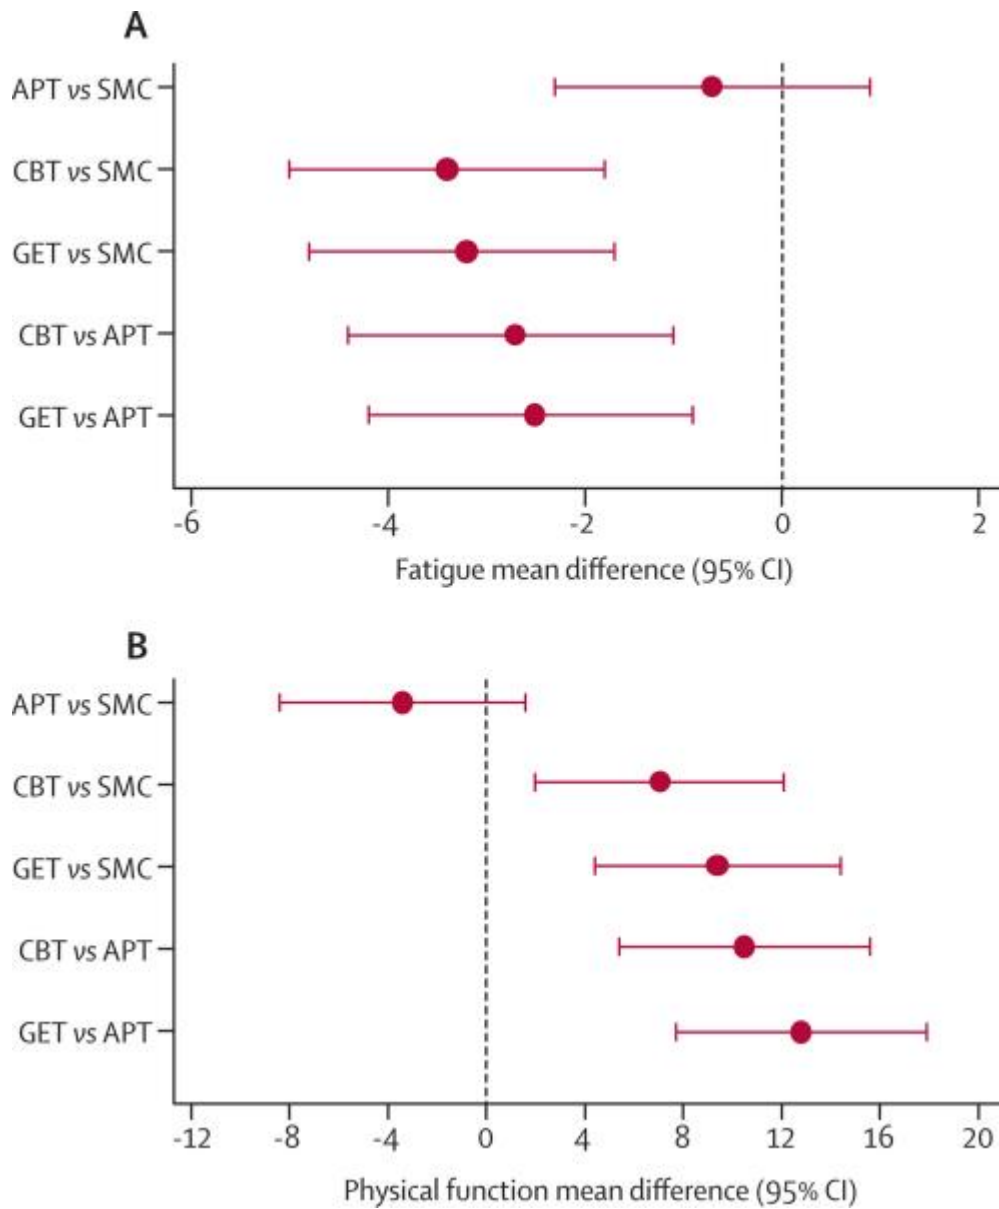 A
APT vs SMC
CBT vs SMC
GET vs SMC
CBT vs APT
GET vs APT
-6 -4 -2 0 2
Fatigue mean difference (95% CI)
B
APT vs SMC
CBT vs SMC
GET vs SMC
CBT vs APT
GET vs APT
-12 -8 -4 0 4 8 12 16 20
Physical function mean difference (95% CI)